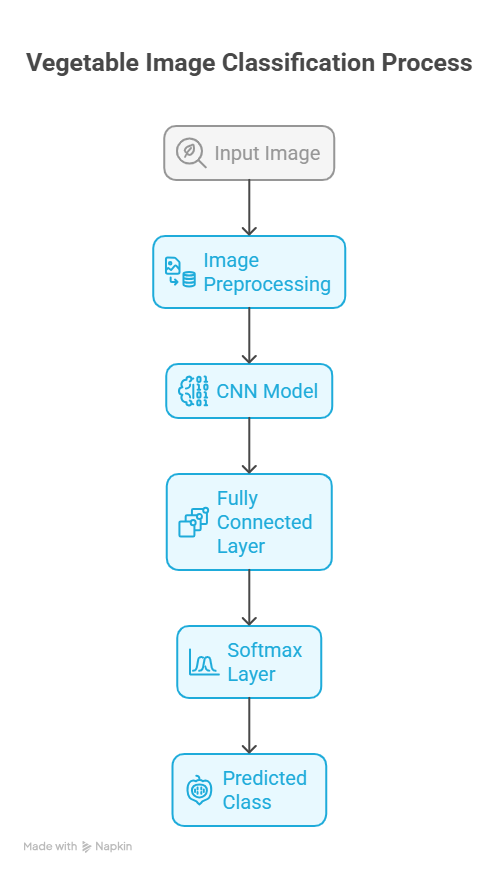 Vegetable Image Classification Process
Input Image
Image
Preprocessing
CNN Model
Fully
Connected
Layer
Softmax
Layer
Predicted
Class
Made with Napkin